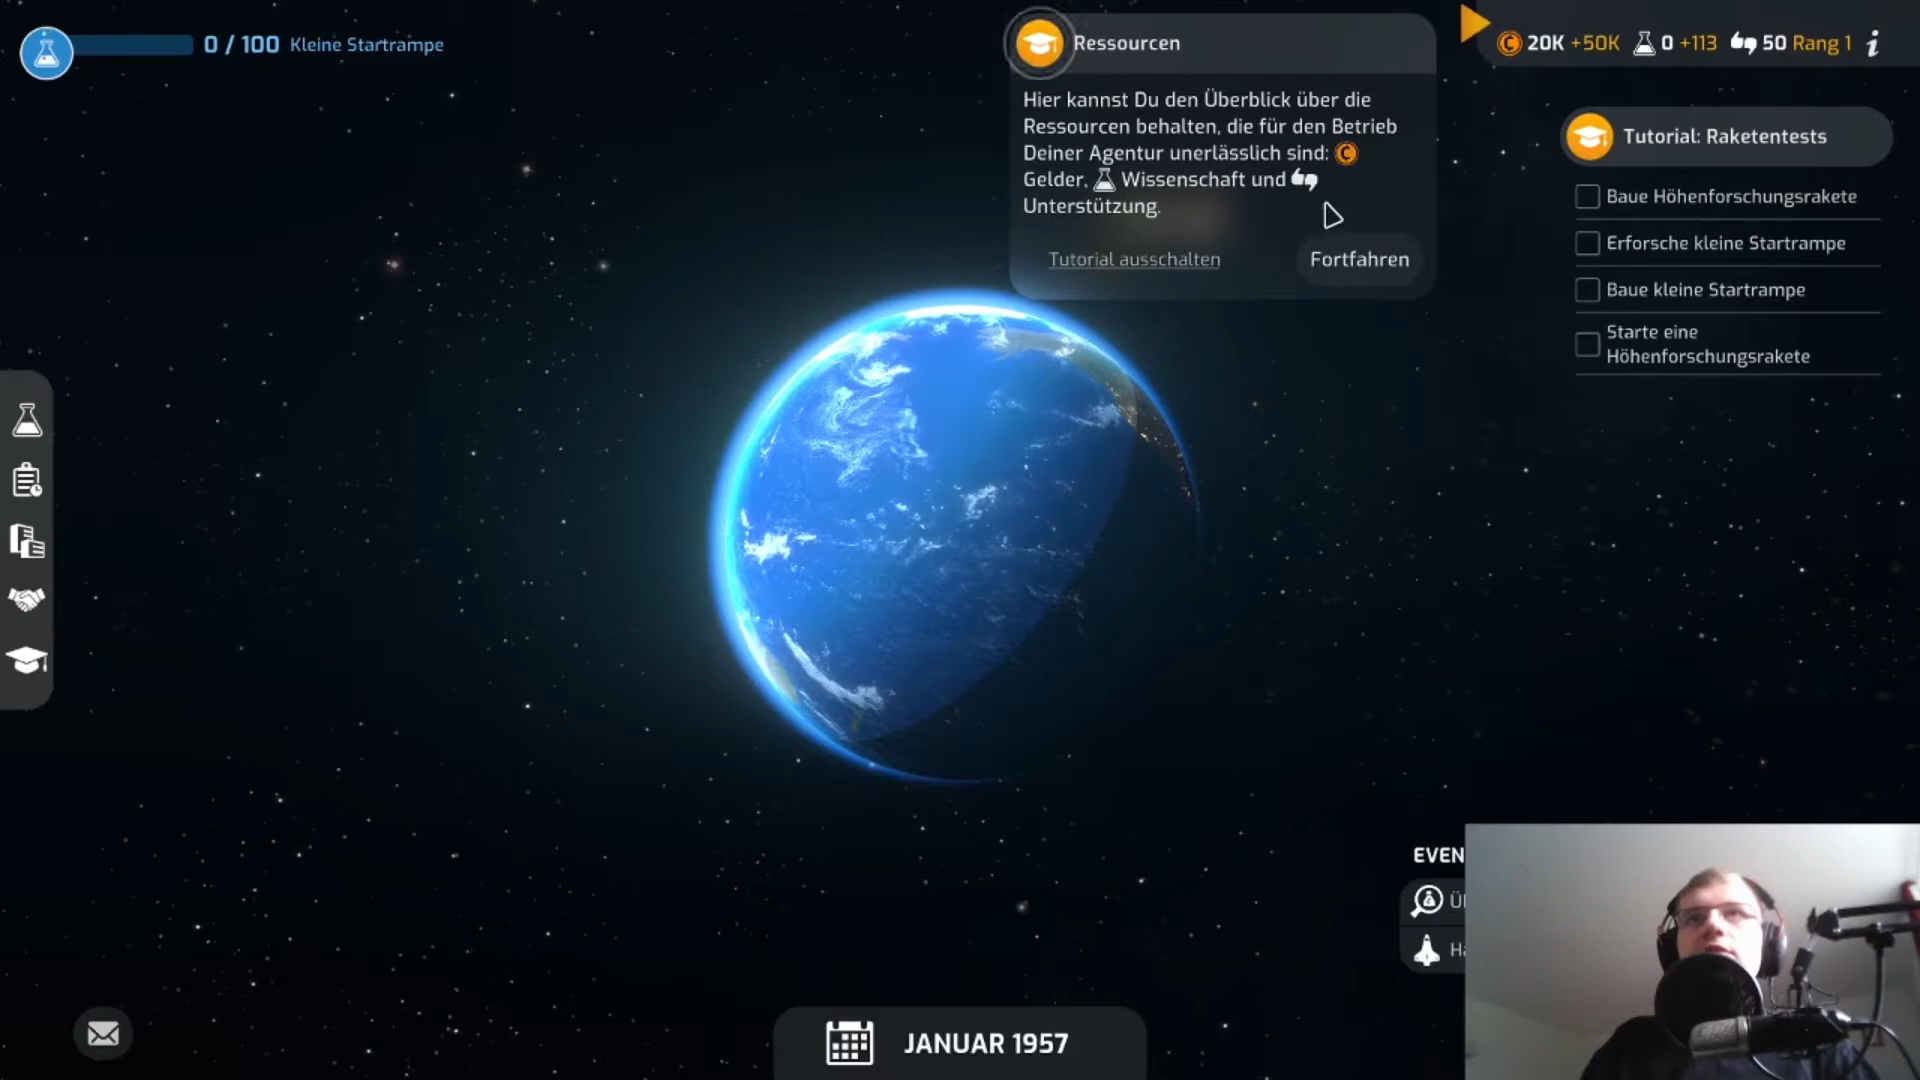 0 / 100 Kleine Startrampe
Ressourcen
Hier kannst Du den Überblick über die
Ressourcen behalten, die für den Betrieb
Deiner Agentur unerlässlich sind:
Gelder, Wissenschaft und
Unterstützung.
Tutorial ausschalten
Fortfahren
20K +50K 0 +113 50 Rang 1
Tutorial: Raketentests
Baue Höhenforschungsrakete
Erforsche kleine Startrampe
Baue kleine Startrampe
Starte eine
Höhenforschungsrakete
JANUAR 1957